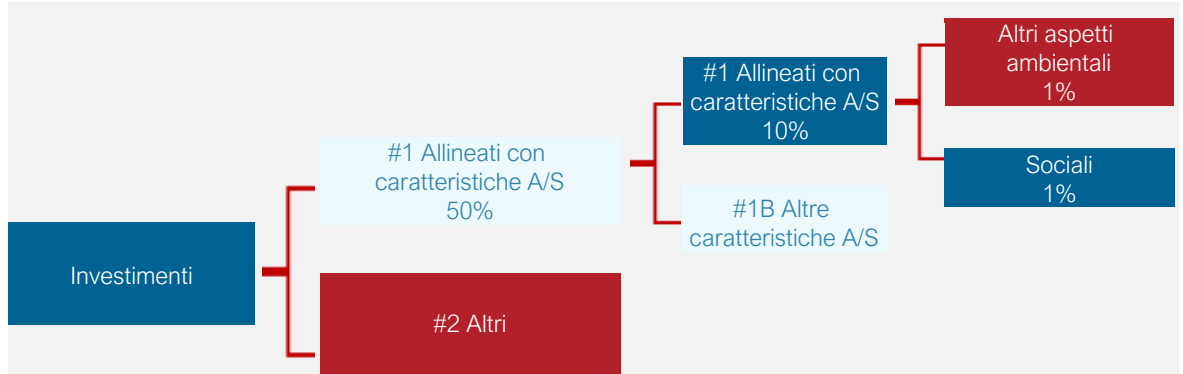 Investimenti
#1 Allineati con
caratteristiche A/S
50%
#2 Altri
#1 Allineati con
caratteristiche A/S
10%
#1B Altre
caratteristiche A/S
Altri aspetti
ambientali
1%
Sociali
1%